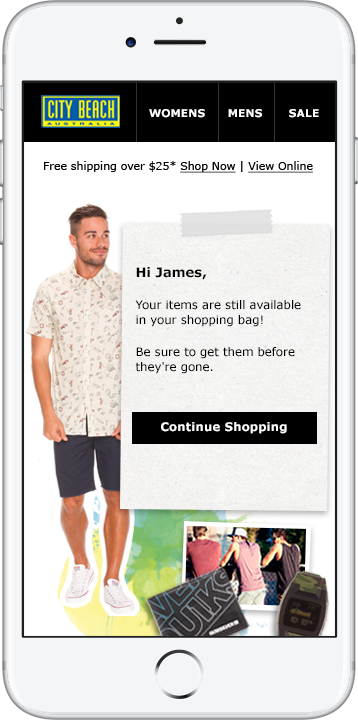 CITY BEACH
AUSTRALIA
WOMENS MENS SALE
Free shipping over $25* Shop Now | View Online
Hi James,
Your items are still available
in your shopping bag!
Be sure to get them before
they're gone.
Continue Shopping
QUIKS